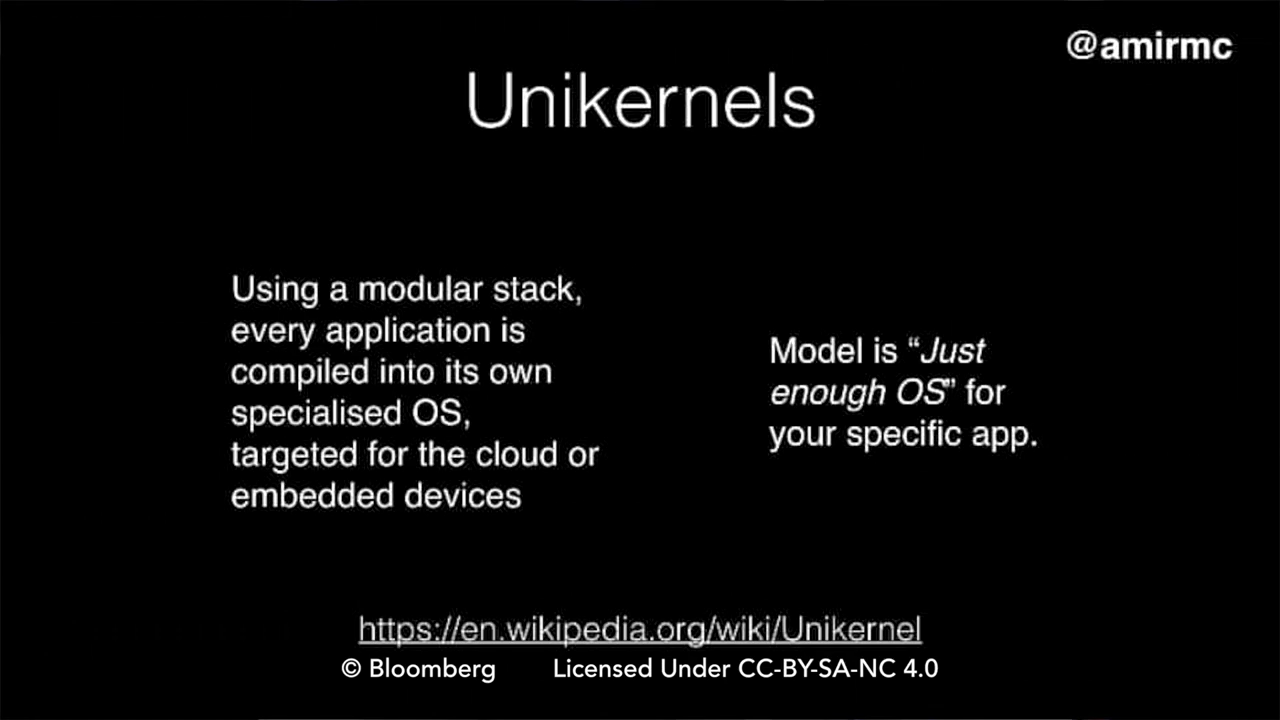 @amirmc
Unikernels
Using a modular stack,
every application is
compiled into its own
specialised OS,
targeted for the cloud or
embedded devices
Model is “Just
enough OS” for
your specific app.
https://en.wikipedia.org/wiki/Unikernel
© Bloomberg Licensed Under CC-BY-SA-NC 4.0